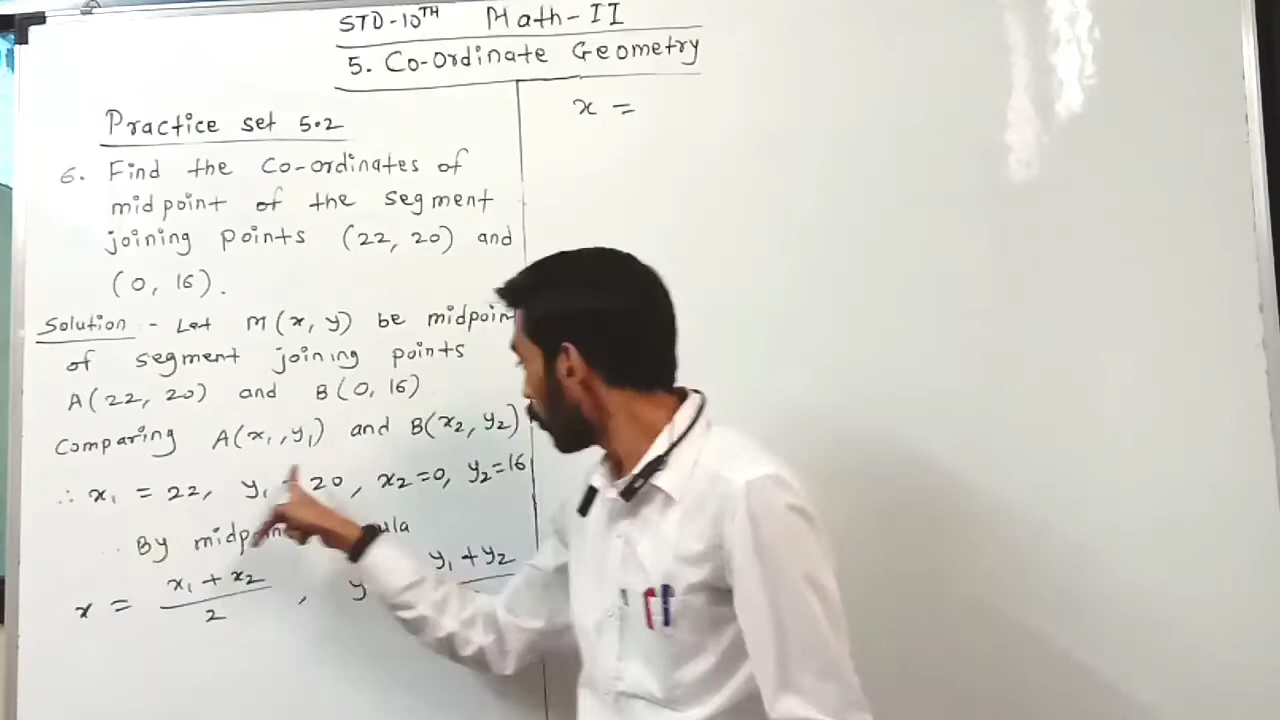 STD-10TH Math-II
5. Co-Ordinate Geometry
Practice set 5.2
6. Find the Co-ordinates of
midpoint of the segment
joining points (22, 20) and
(0, 16).
Solution - Let M(x, y) be
of segment joining points
A(22, 20) and B(0, 16)
Comparing A(x₁, y₁) and B(x₂, y₂)
∴ x₁ = 22, y₁ 20, x₂=0, y₂=16
By
x = x₁ + x₂ / 2 , y y₁ + y₂
x =